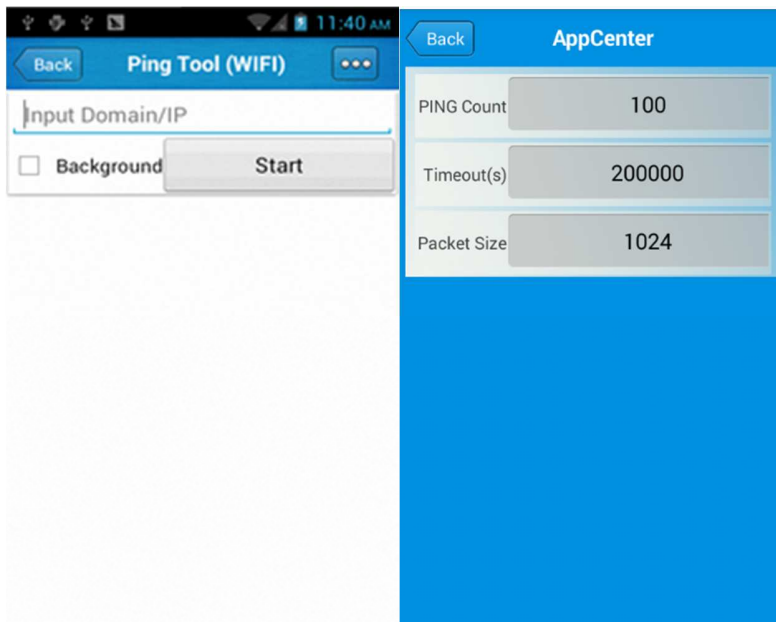 11:40 AM
Back Ping Tool (WIFI)
Input Domain/IP
Background Start
Back AppCenter
PING Count 100
Timeout(s) 200000
Packet Size 1024